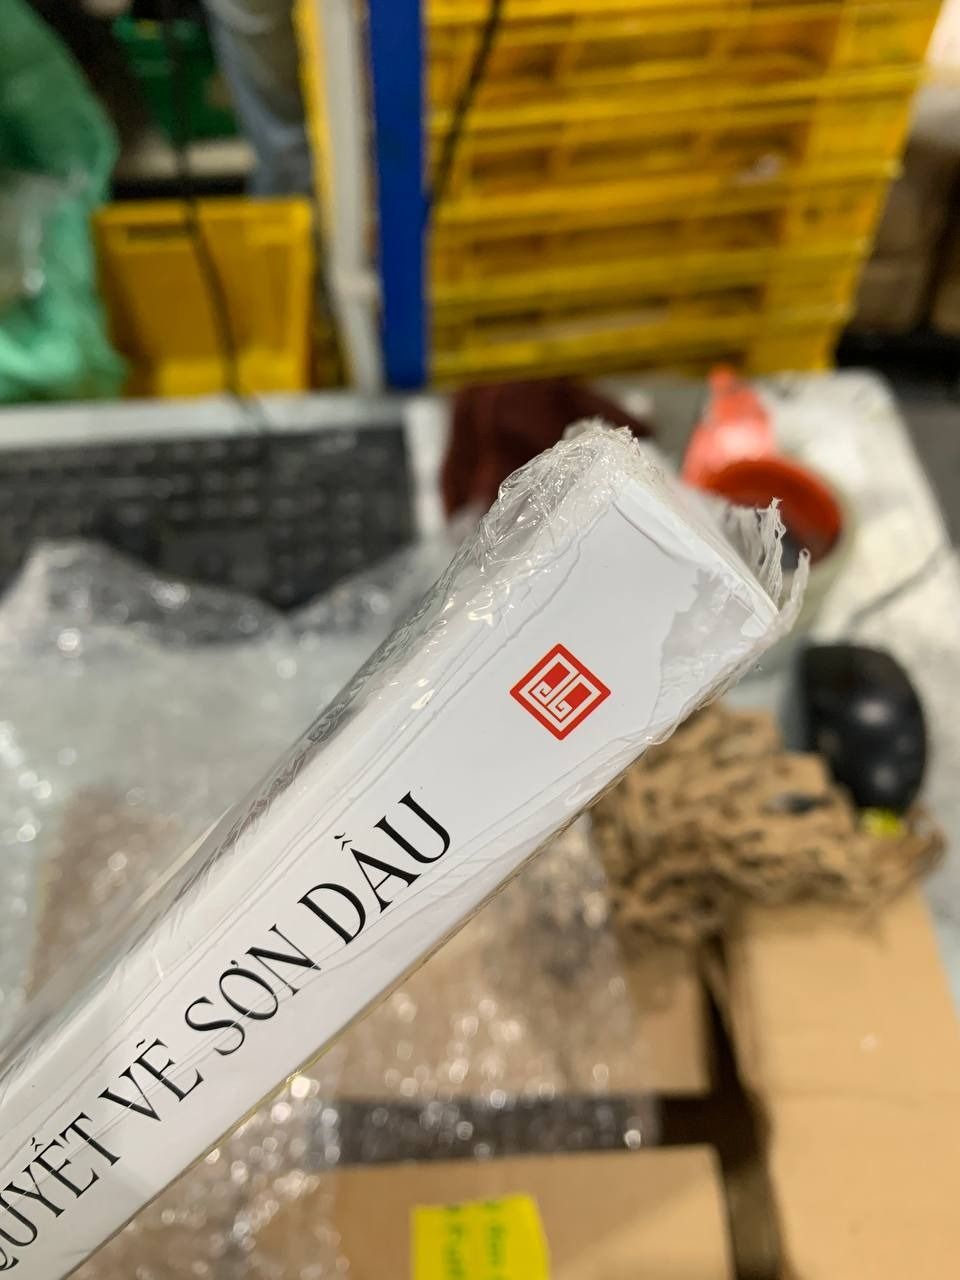 QUYẾT VẼ SƠN DẦU